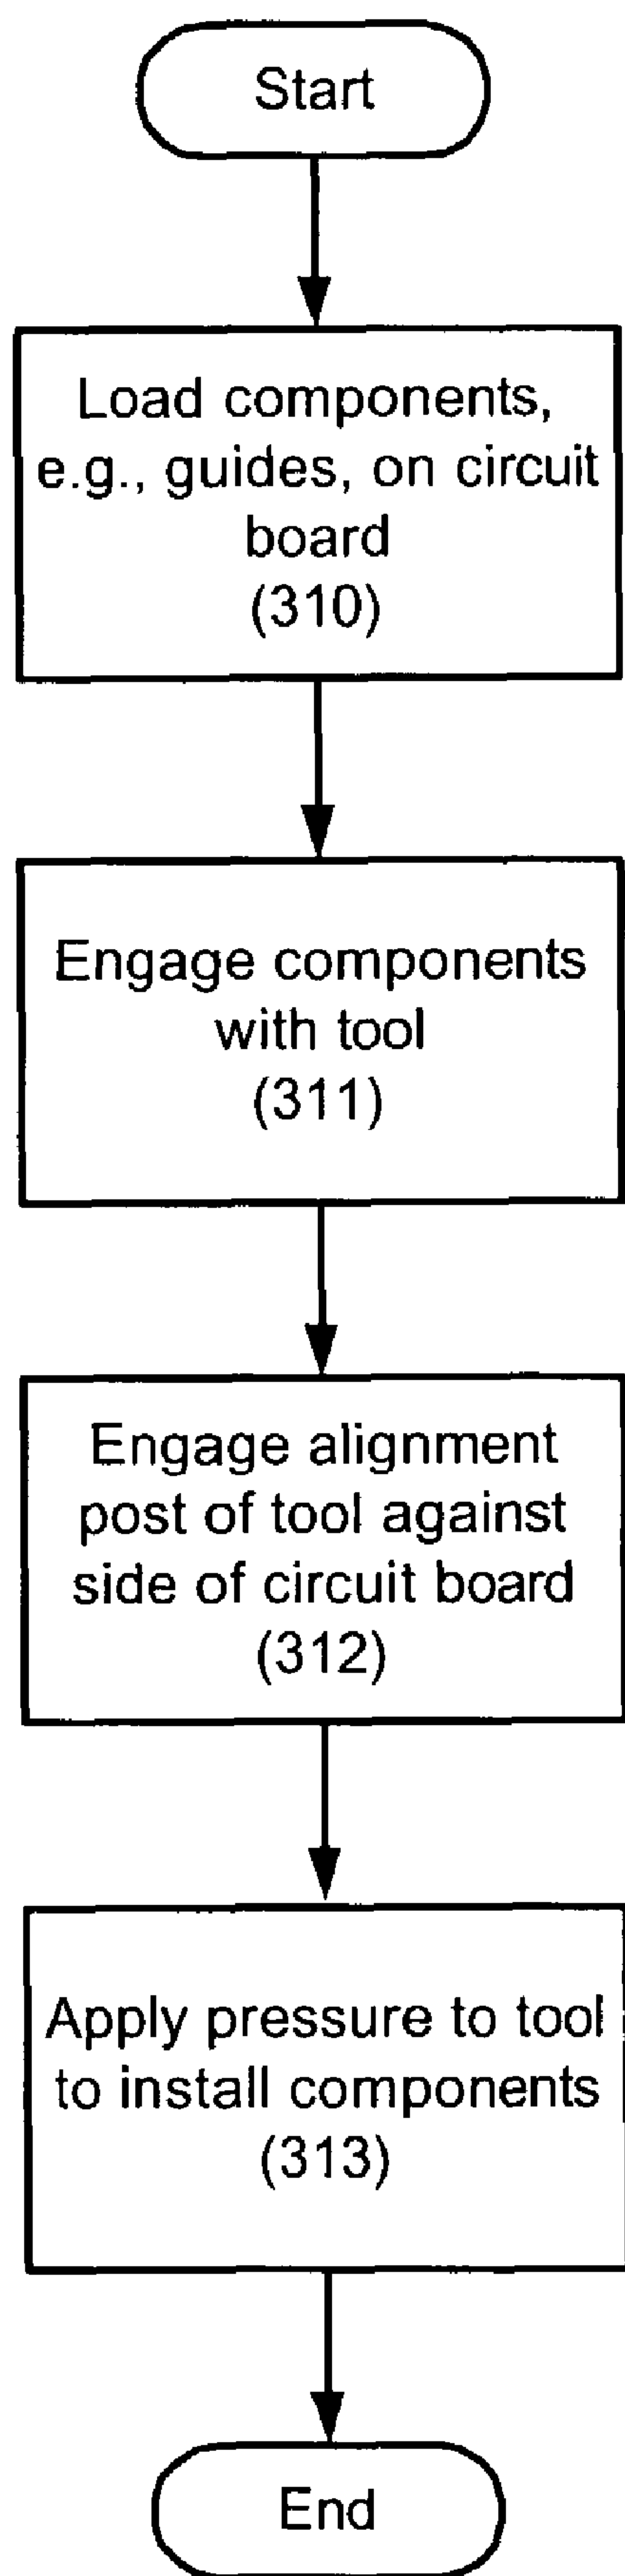 Start
Load components,
e.g., guides, on circuit
board
(310)
Engage components
with tool
(311)
Engage alignment
post of tool against
side of circuit board
(312)
Apply pressure to tool
to install components
(313)
End